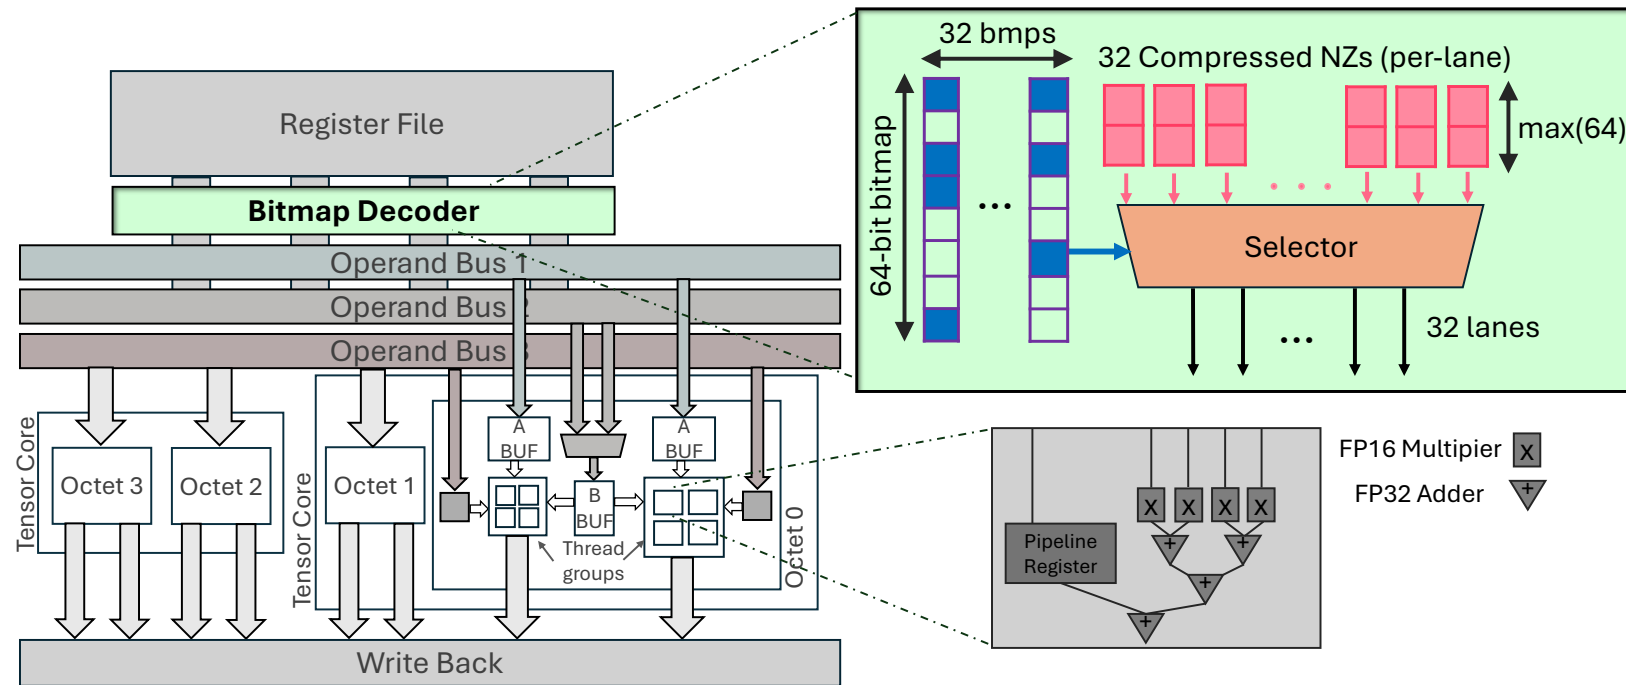 32 bmps
32 Compressed NZs (per-lane)
64-bit bitmap
max(64)
...
Selector
32 lanes
...
Register File
Bitmap Decoder
Operand Bus 1
Operand Bus 2
Operand Bus 3
Tensor Core
Octet 3
Octet 2
Tensor Core
Octet 1
A
BUF
A
BUF
B
BUF
Thread
groups
Octet 0
Write Back
X
X
X
X
+
+
+
+
Pipeline
Register
FP16 Multipier
X
FP32 Adder
+